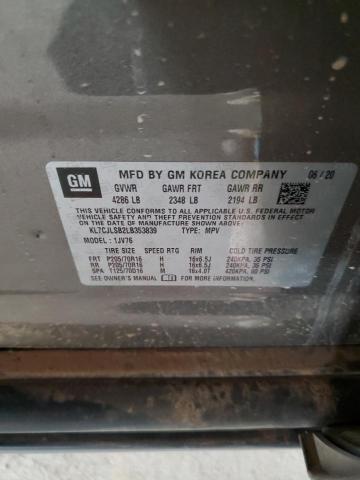 GM
MFD BY GM KOREA COMPANY 06/20
GVWR GAWR FRT GAWR RR
4286 LB 2348 LB 2194 LB
THIS VEHICLE CONFORMS TO ALL APPLICABLE U.S. FEDERAL MOTOR
VEHICLE SAFETY AND THEFT PREVENTION STANDARDS IN EFFECT ON
THE DATE OF MANUFACTURE SHOWN ABOVE.
KL7CJLSB2LB353839 TYPE: MPV
MODEL: 1JV76
TIRE SIZE SPEED RTG RIM COLD TIRE PRESSURE
FRT P205/70R16 H 16x6.5J 240KPA, 35 PSI
RR P205/70R16 H 16x6.5J 240KPA, 35 PSI
SPA T125/70D16 M 16x4.0T 420KPA, 60 PSI
SEE OWNER'S MANUAL FOR MORE INFORMATION.